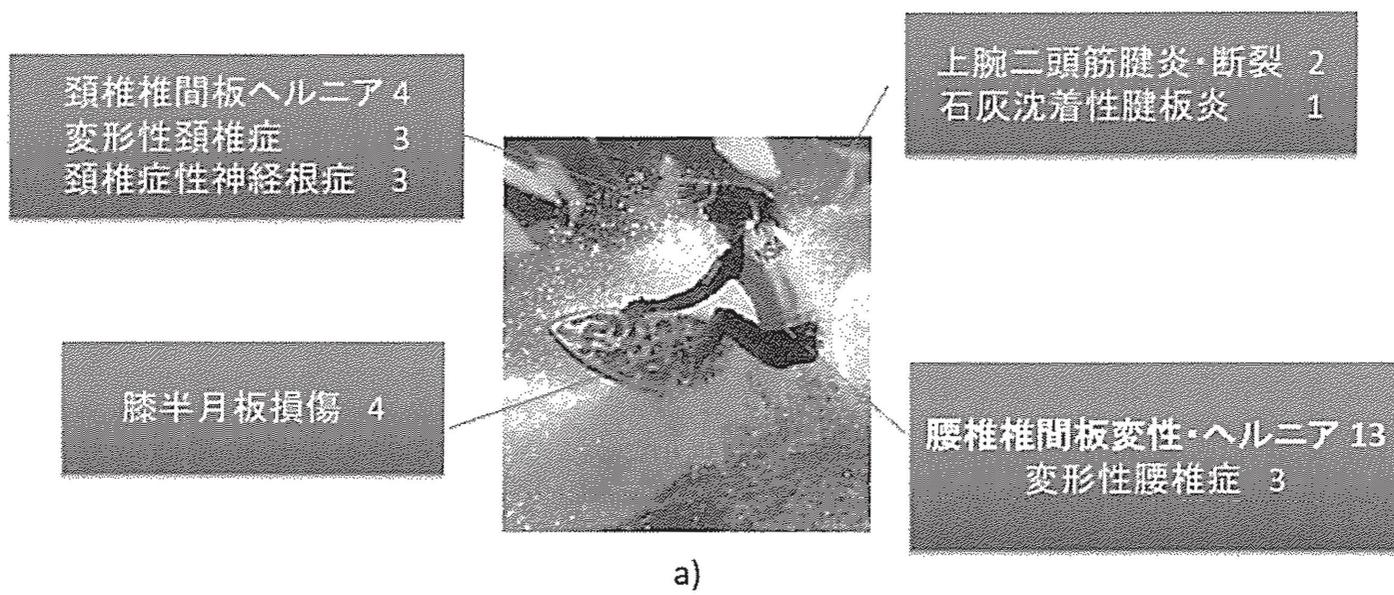 頚椎椎間板ヘルニア 4
変形性頚椎症 3
頚椎症性神経根症 3
上腕二頭筋腱炎・断裂 2
石灰沈着性腱板炎 1
膝半月板損傷 4
腰椎椎間板変性・ヘルニア 13
変形性腰椎症 3
a)